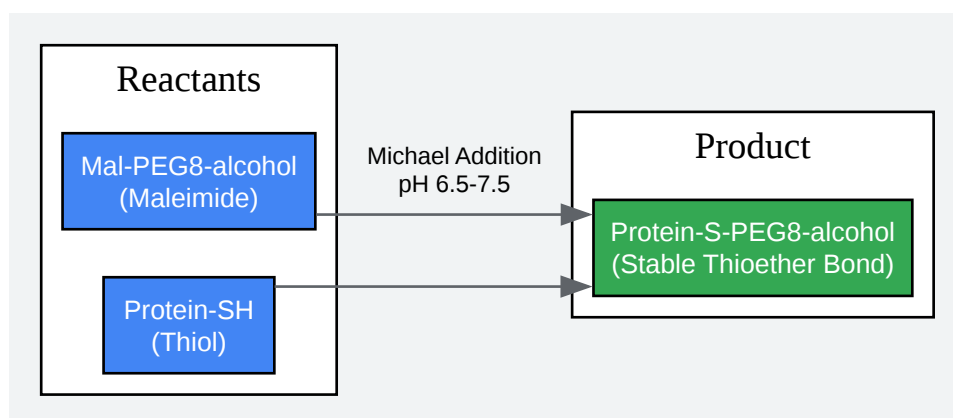 Reactants
Mal-PEG8-alcohol
(Maleimide)
Protein-SH
(Thiol)
Michael Addition
pH 6.5-7.5
Product
Protein-S-PEG8-alcohol
(Stable Thioether Bond)